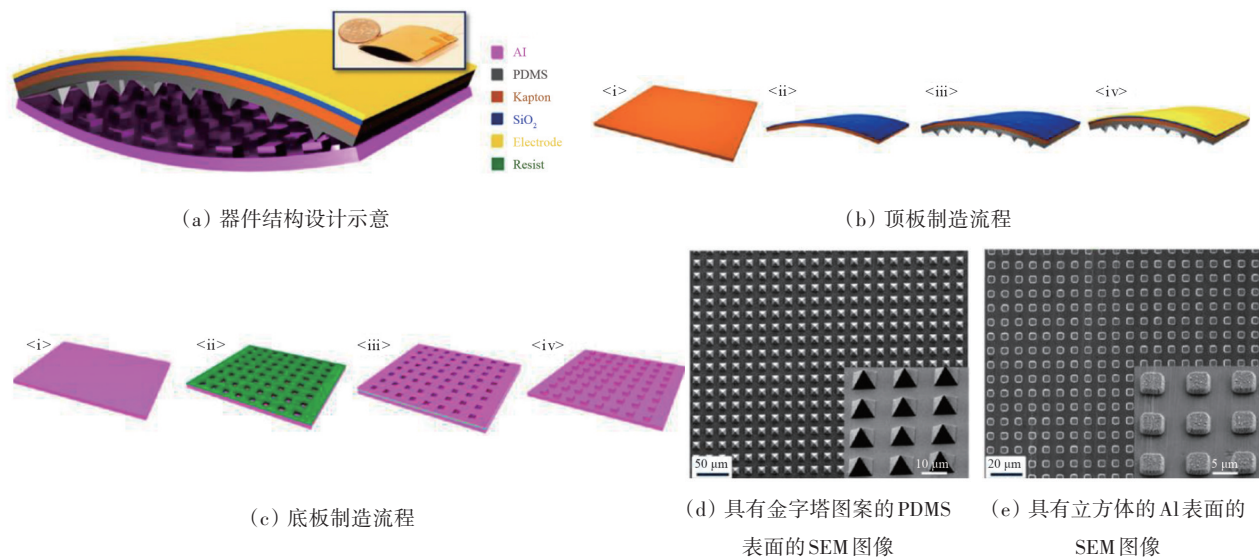 Al
PDMS
Kapton
SiO₂
Electrode
Resist
<i>
<ii>
<iii>
<iv>
(a) 器件结构设计示意
(b) 顶板制造流程
<i>
<ii>
<iii>
<iv>
(c) 底板制造流程
50 μm
10 μm
20 μm
5 μm
(d) 具有金字塔图案的PDMS
表面的SEM图像
(e) 具有立方体的Al表面的
SEM图像